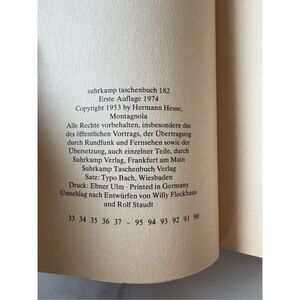 suhrkamp taschenbuch 182
Erste Auflage 1974
Copyright 1953 by Hermann Hesse,
Montagnola
Alle Rechte vorbehalten, insbesondere das
des öffentlichen Vortrags, der Übertragung
durch Rundfunk und Fernsehen sowie der
Übersetzung, auch einzelner Teile, durch
Suhrkamp Verlag, Frankfurt am Main
Suhrkamp Taschenbuch Verlag
Satz: Typo Bach, Wiesbaden
Druck: Ebner Ulm · Printed in Germany
Umschlag nach Entwürfen von Willy Fleckhaus
und Rolf Staudt
33 34 35 36 37 – 95 94 93 92 91 90